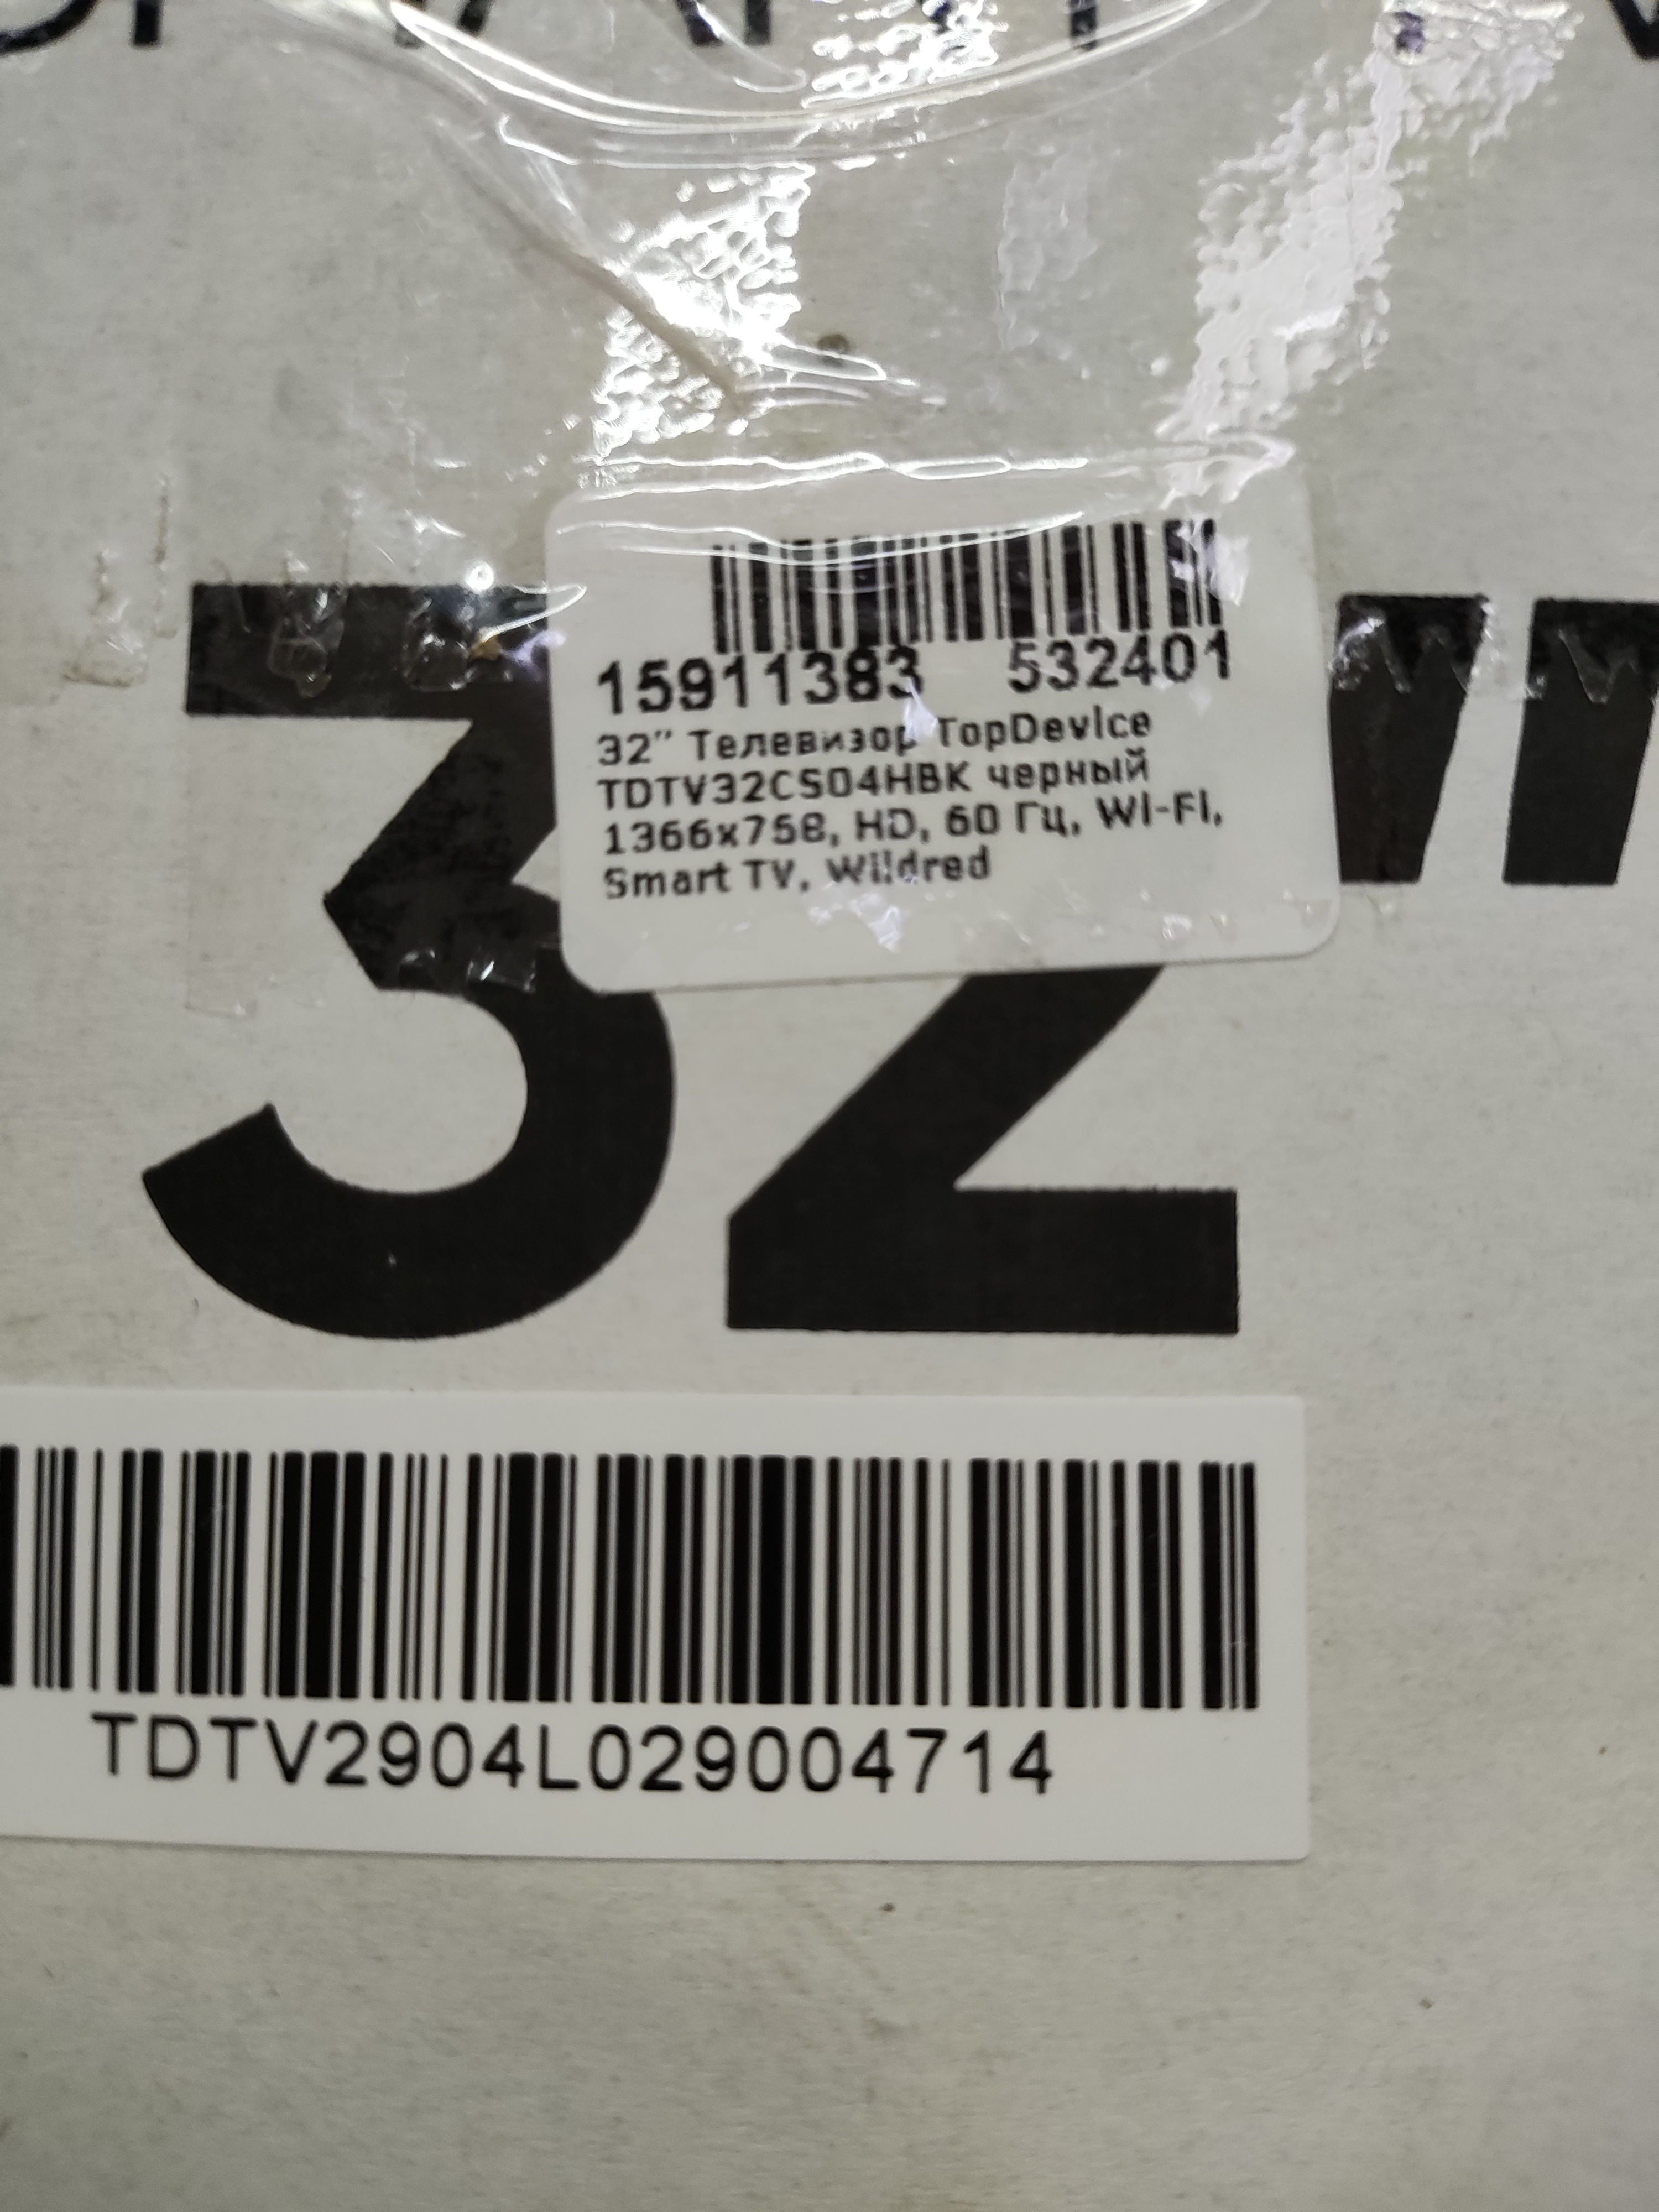 15911383 532401
32" Телевизор TopDevice
TDTV32CS04HBK черный
1366x768, HD, 60 Гц, Wi-Fi,
Smart TV, Wildred
32"
TDTV2904L029004714